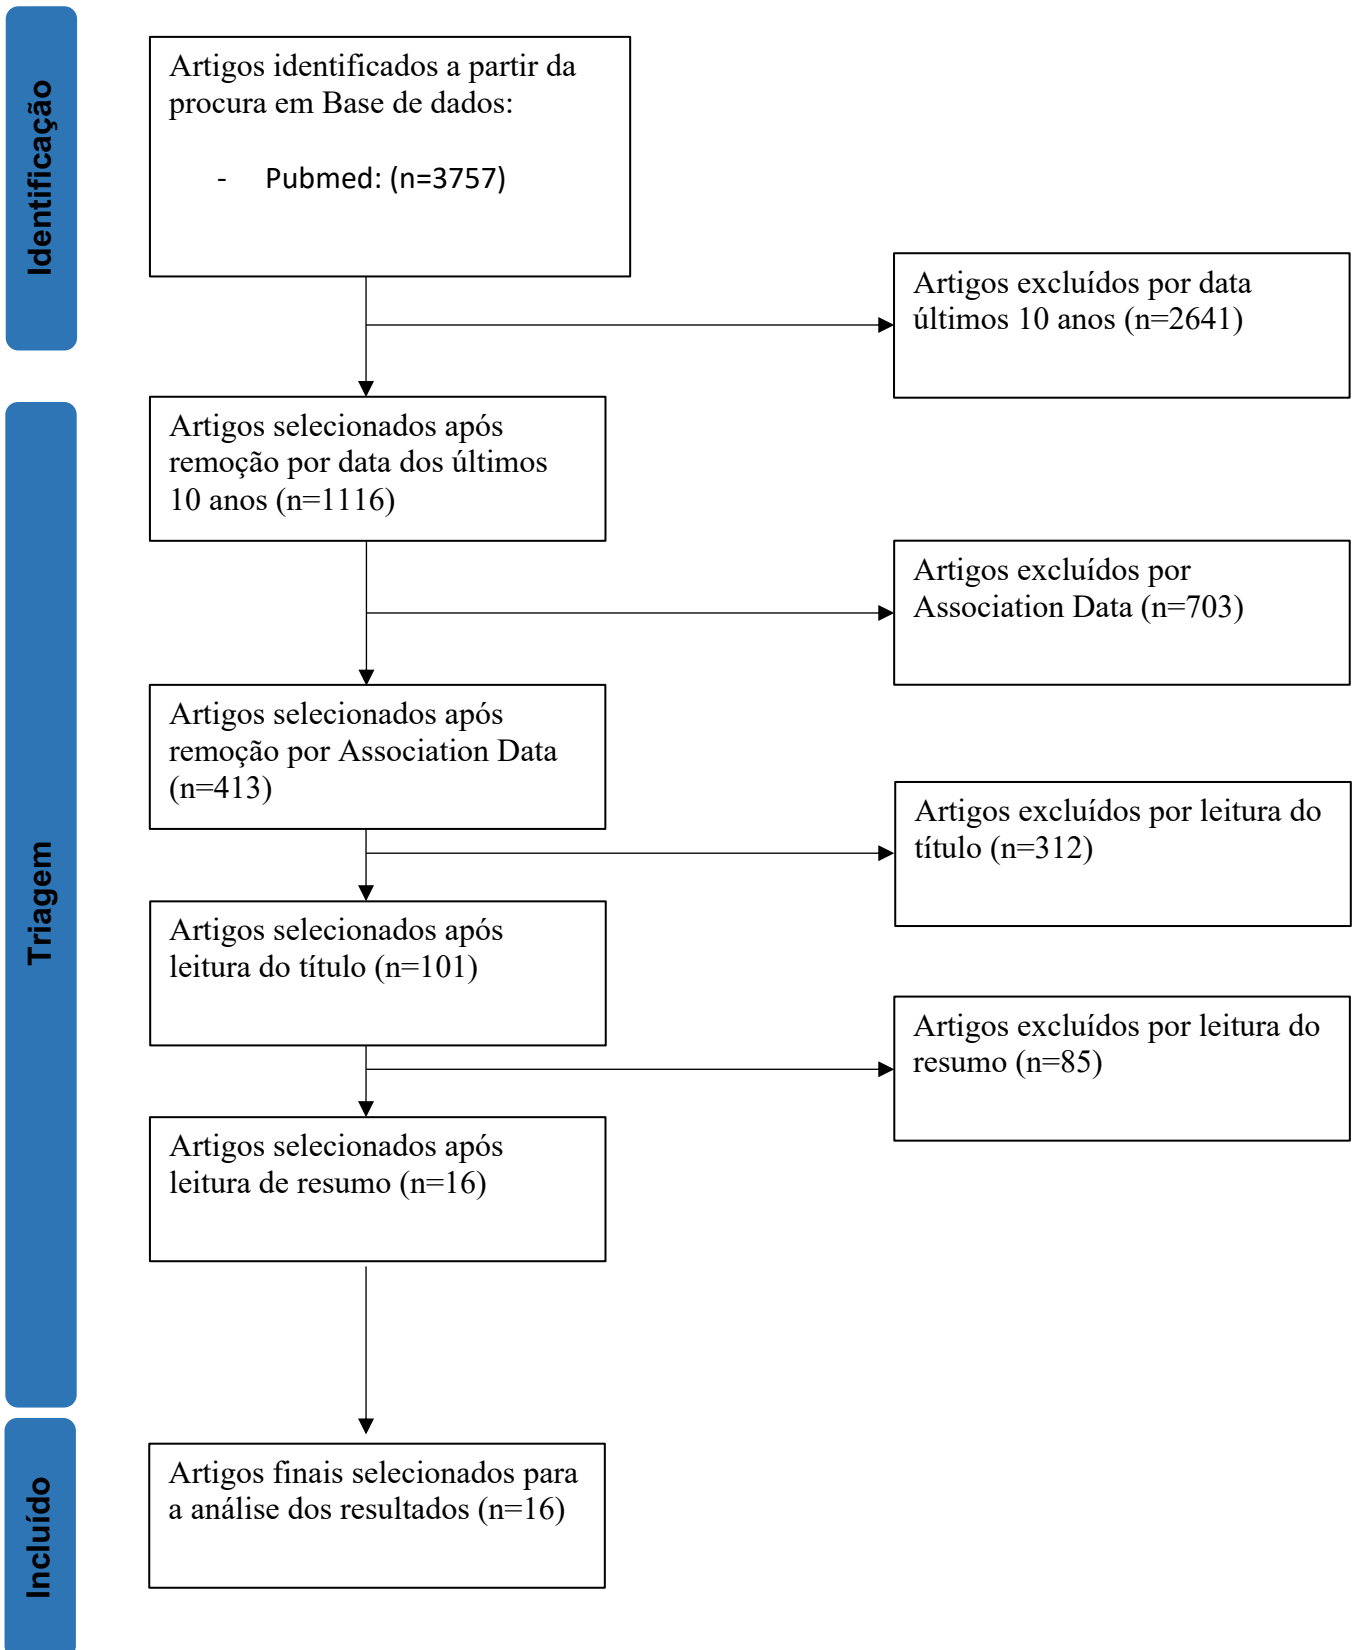 Identificação
Artigos identificados a partir da
procura em Base de dados:
- Pubmed: (n=3757)
Artigos excluídos por data
últimos 10 anos (n=2641)
Triagem
Artigos selecionados após
remoção por data dos últimos
10 anos (n=1116)
Artigos excluídos por
Association Data (n=703)
Artigos selecionados após
remoção por Association Data
(n=413)
Artigos excluídos por leitura do
título (n=312)
Artigos selecionados após
leitura do título (n=101)
Artigos excluídos por leitura do
resumo (n=85)
Artigos selecionados após
leitura de resumo (n=16)
Incluído
Artigos finais selecionados para
a análise dos resultados (n=16)